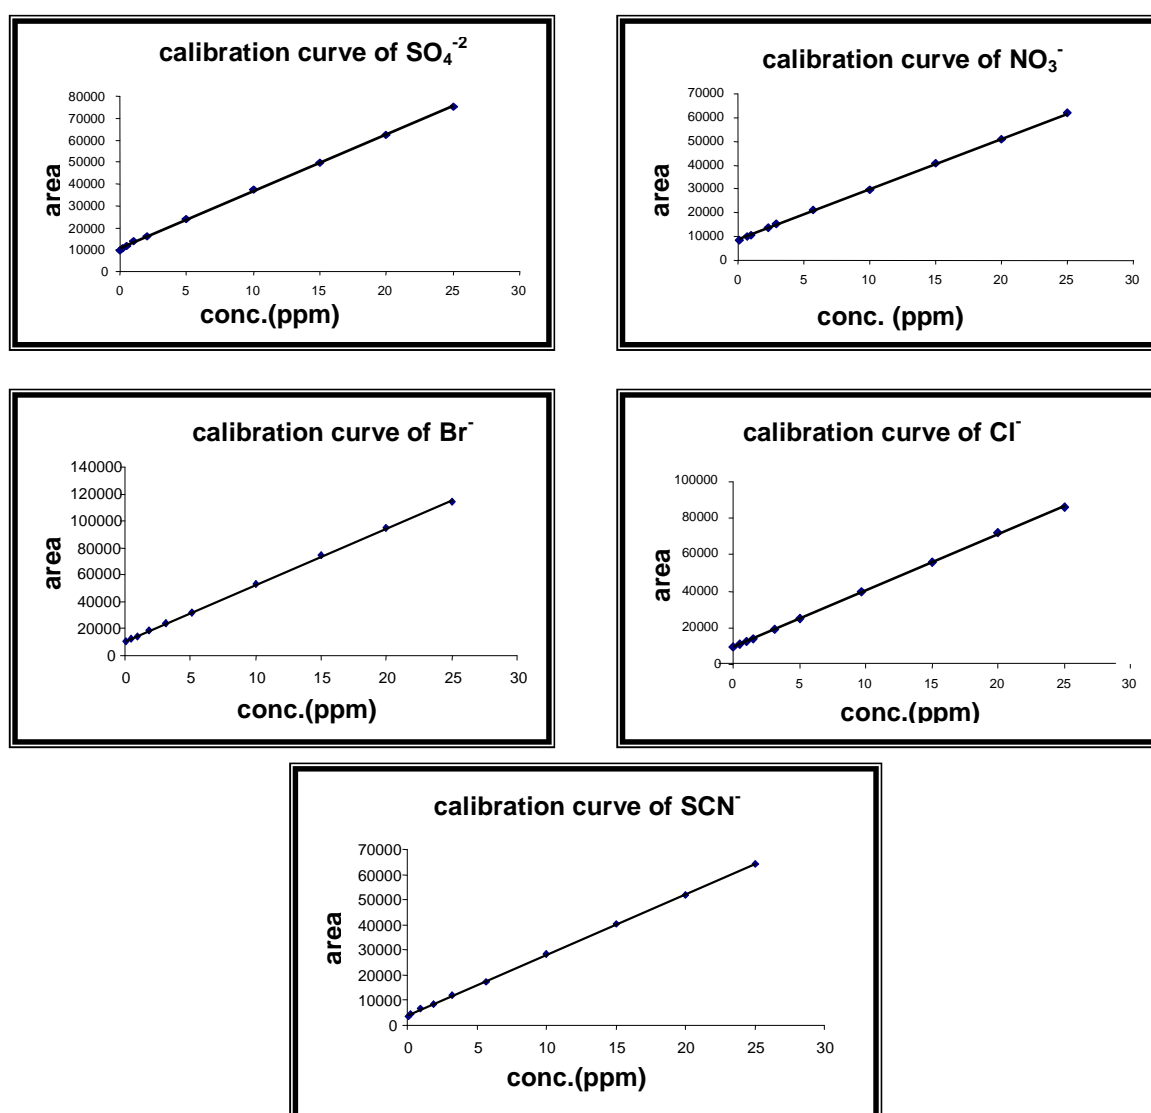 calibration curve of SO₄⁻²
80000
70000
60000
50000
40000
30000
20000
10000
0
area
0 5 10 15 20 25 30
conc.(ppm)
calibration curve of NO₃⁻
70000
60000
50000
40000
30000
20000
10000
0
area
0 5 10 15 20 25 30
conc. (ppm)
calibration curve of Br⁻
140000
120000
100000
80000
60000
40000
20000
0
area
0 5 10 15 20 25 30
conc.(ppm)
calibration curve of Cl⁻
100000
80000
60000
40000
20000
0
area
0 5 10 15 20 25 30
conc.(ppm)
calibration curve of SCN⁻
70000
60000
50000
40000
30000
20000
10000
0
area
0 5 10 15 20 25 30
conc.(ppm)